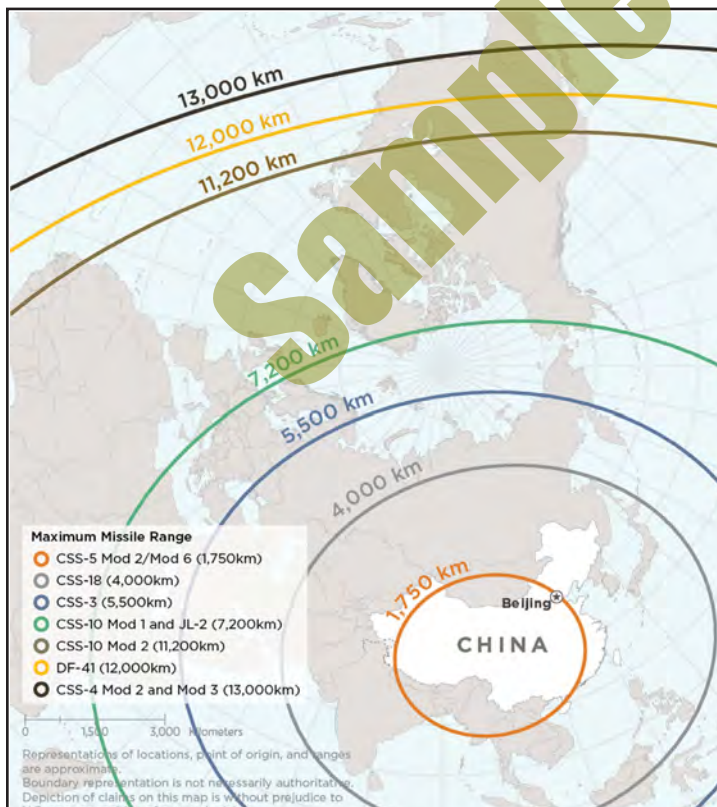 Sample
13,000 km
12,000 km
11,200 km
7,200 km
5,500 km
4,000 km
1,750 km
Beijing
CHINA
Maximum Missile Range
CSS-5 Mod 2/Mod 6 (1,750km)
CSS-18 (4,000km)
CSS-3 (5,500km)
CSS-10 Mod 1 and JL-2 (7,200km)
CSS-10 Mod 2 (11,200km)
DF-41 (12,000km)
CSS-4 Mod 2 and Mod 3 (13,000km)
0 1,500 3,000 Kilometers
Representations of locations, point of origin, and ranges
are approximate.
Boundary representation is not necessarily authoritative.
Depiction of claims on this map is without prejudice to